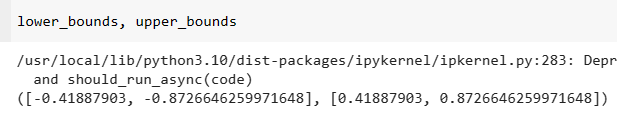 lower_bounds, upper_bounds
/usr/local/lib/python3.10/dist-packages/ipykernel/ipkernel.py:283: Depr
and should_run_async(code)
([-0.41887903, -0.8726646259971648], [0.41887903, 0.8726646259971648])